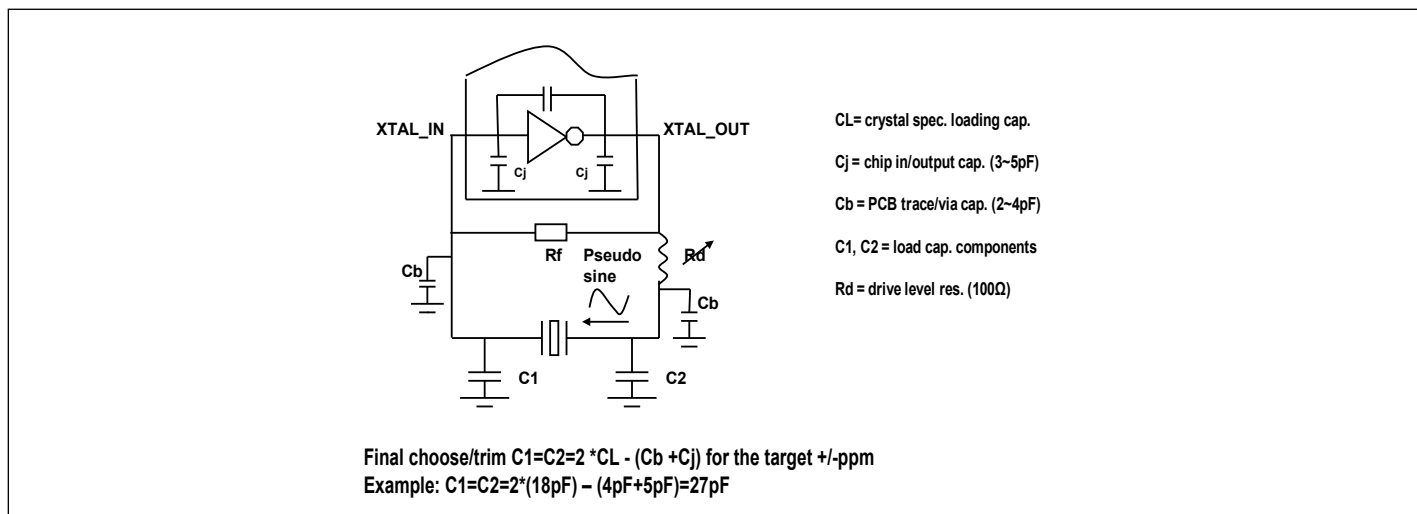 XTAL_IN
XTAL_OUT
Cj
Cj
Rf
Pseudo
sine
Rd
Cb
Cb
C1
C2
CL= crystal spec. loading cap.
Cj = chip in/output cap. (3~5pF)
Cb = PCB trace/via cap. (2~4pF)
C1, C2 = load cap. components
Rd = drive level res. (100Ω)
Final choose/trim C1=C2=2 *CL - (Cb +Cj) for the target +/-ppm
Example: C1=C2=2*(18pF) – (4pF+5pF)=27pF